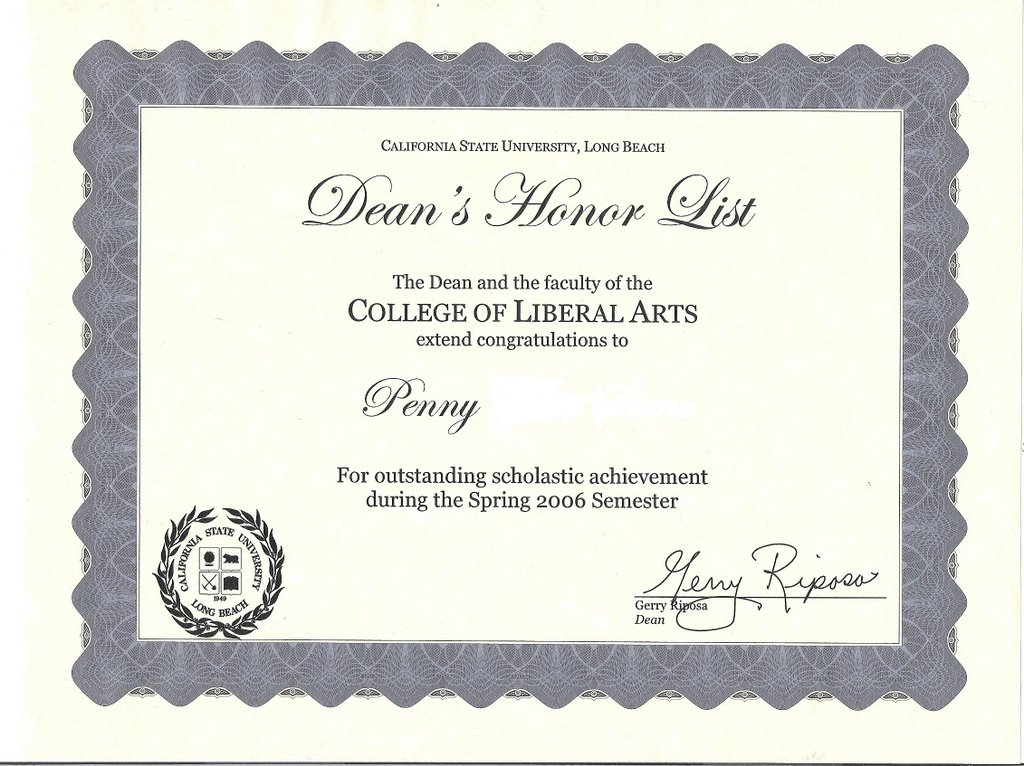 CALIFORNIA STATE UNIVERSITY, LONG BEACH
Dean's Honor List
The Dean and the faculty of the
COLLEGE OF LIBERAL ARTS
extend congratulations to
Penny
For outstanding scholastic achievement
during the Spring 2006 Semester
CALIFORNIA STATE UNIVERSITY
1949
LONG BEACH
Gerry Riposa
Gerry Riposa
Dean